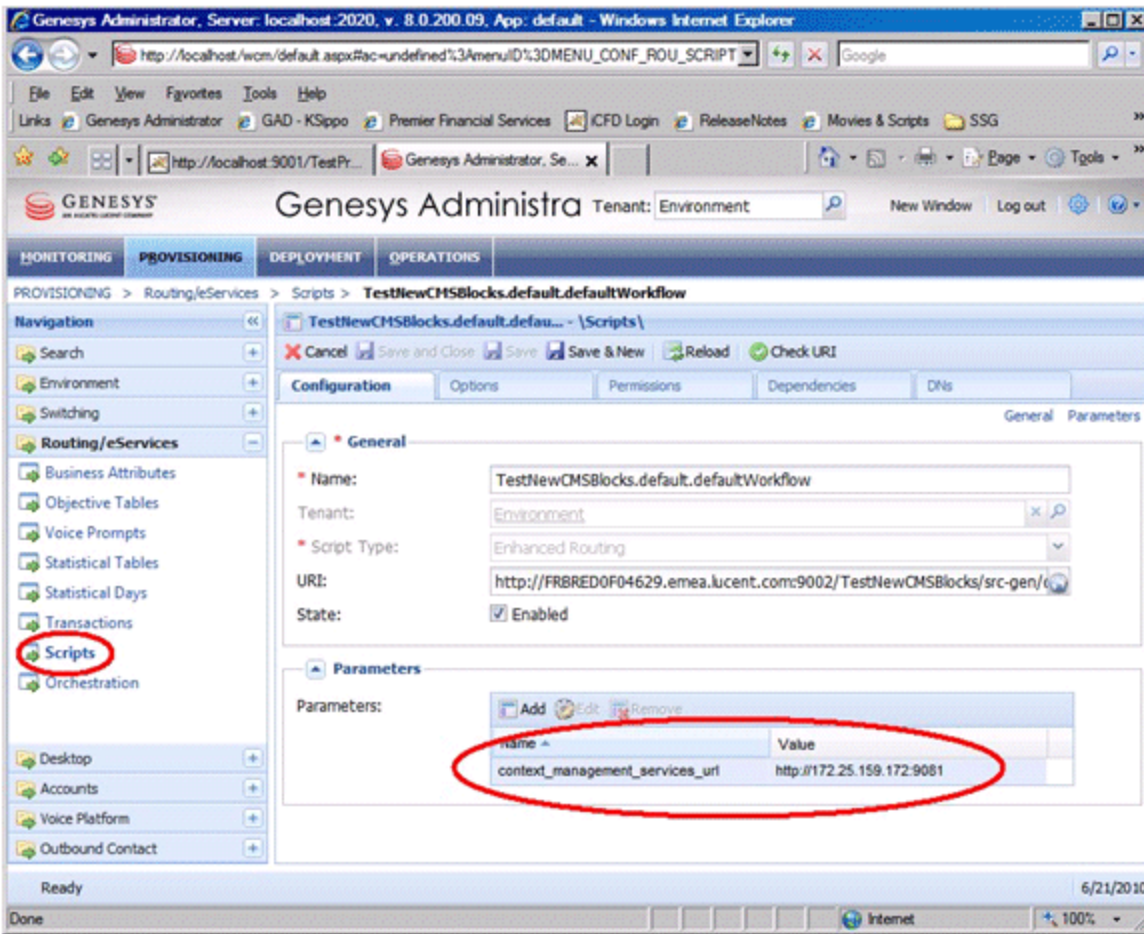 Genesys Administrator, Server: localhost:2020, v. 8.0.200.09, App: default - Windows Internet Explorer
http://localhost/wcm/default.aspx#ac=undefined%3AmenuID%3DMENU_CONF_ROU_SCRIPT Google
File Edit View Favorites Tools Help
Links Genesys Administrator GAD - KSippo Premier Financial Services iCFD Login ReleaseNotes Movies & Scripts SSG
http://localhost:9001/TestPr... Genesys Administrator, Se... Page Tools
GENESYS Genesys Administra Tenant: Environment New Window Log out
AN ALCATEL-LUCENT COMPANY
MONITORING PROVISIONING DEPLOYMENT OPERATIONS
PROVISIONING > Routing/eServices > Scripts > TestNewCMSBlocks.default.defaultWorkflow
Navigation TestNewCMSBlocks.default.defau... - \Scripts\
Search Cancel Save and Close Save Save & New Reload Check URI
Environment Configuration Options Permissions Dependencies DNs
Switching General Parameters
Routing/eServices * General
Business Attributes * Name: TestNewCMSBlocks.default.defaultWorkflow
Objective Tables Tenant: Environment
Voice Prompts * Script Type: Enhanced Routing
Statistical Tables URI: http://FRBRED0F04629.emea.lucent.com:9002/TestNewCMSBlocks/src-gen/
Statistical Days State: Enabled
Transactions
Scripts Parameters
Orchestration Parameters: Add Edit Remove
Name Value
Desktop context_management_services_url http://172.25.159.172:9081
Accounts
Voice Platform
Outbound Contact
Ready 6/21/2010
Done Internet 100%